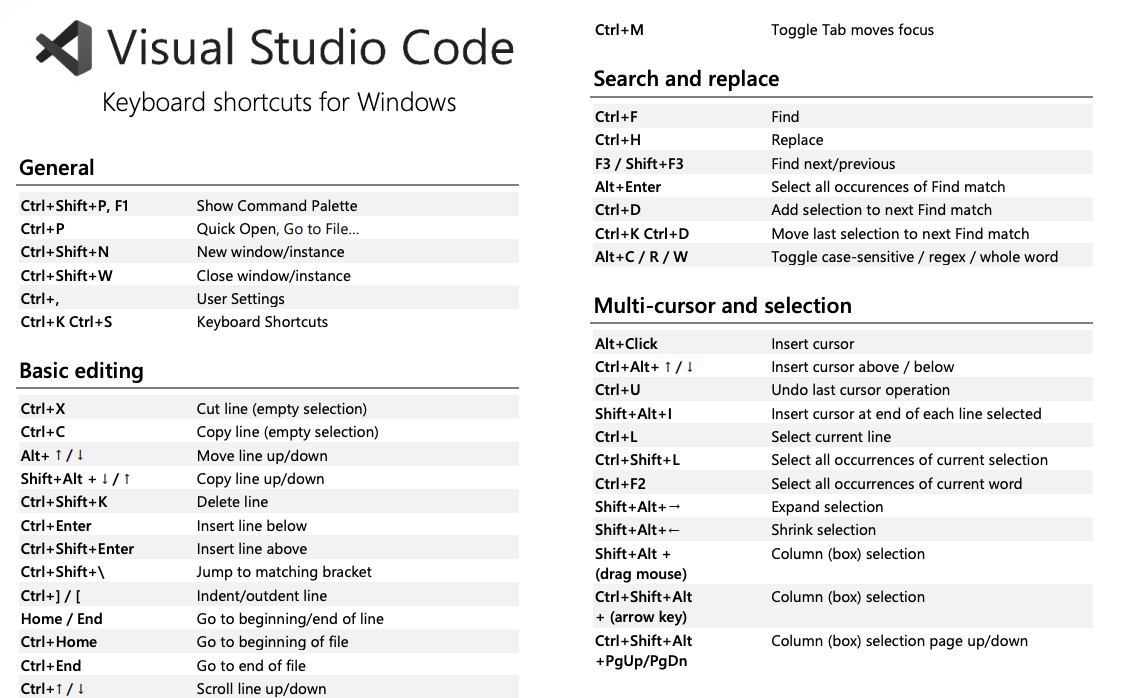 Visual Studio Code
Keyboard shortcuts for Windows
General
Ctrl+Shift+P, F1 Show Command Palette
Ctrl+P Quick Open, Go to File...
Ctrl+Shift+N New window/instance
Ctrl+Shift+W Close window/instance
Ctrl+, User Settings
Ctrl+K Ctrl+S Keyboard Shortcuts
Basic editing
Ctrl+X Cut line (empty selection)
Ctrl+C Copy line (empty selection)
Alt+ ↑ / ↓ Move line up/down
Shift+Alt + ↓ / ↑ Copy line up/down
Ctrl+Shift+K Delete line
Ctrl+Enter Insert line below
Ctrl+Shift+Enter Insert line above
Ctrl+Shift+\ Jump to matching bracket
Ctrl+] / [ Indent/outdent line
Home / End Go to beginning/end of line
Ctrl+Home Go to beginning of file
Ctrl+End Go to end of file
Ctrl+↑ / ↓ Scroll line up/down
Ctrl+M Toggle Tab moves focus
Search and replace
Ctrl+F Find
Ctrl+H Replace
F3 / Shift+F3 Find next/previous
Alt+Enter Select all occurences of Find match
Ctrl+D Add selection to next Find match
Ctrl+K Ctrl+D Move last selection to next Find match
Alt+C / R / W Toggle case-sensitive / regex / whole word
Multi-cursor and selection
Alt+Click Insert cursor
Ctrl+Alt+ ↑ / ↓ Insert cursor above / below
Ctrl+U Undo last cursor operation
Shift+Alt+I Insert cursor at end of each line selected
Ctrl+L Select current line
Ctrl+Shift+L Select all occurrences of current selection
Ctrl+F2 Select all occurrences of current word
Shift+Alt+→ Expand selection
Shift+Alt+← Shrink selection
Shift+Alt + Column (box) selection
(drag mouse)
Ctrl+Shift+Alt Column (box) selection
+ (arrow key)
Ctrl+Shift+Alt Column (box) selection page up/down
+PgUp/PgDn